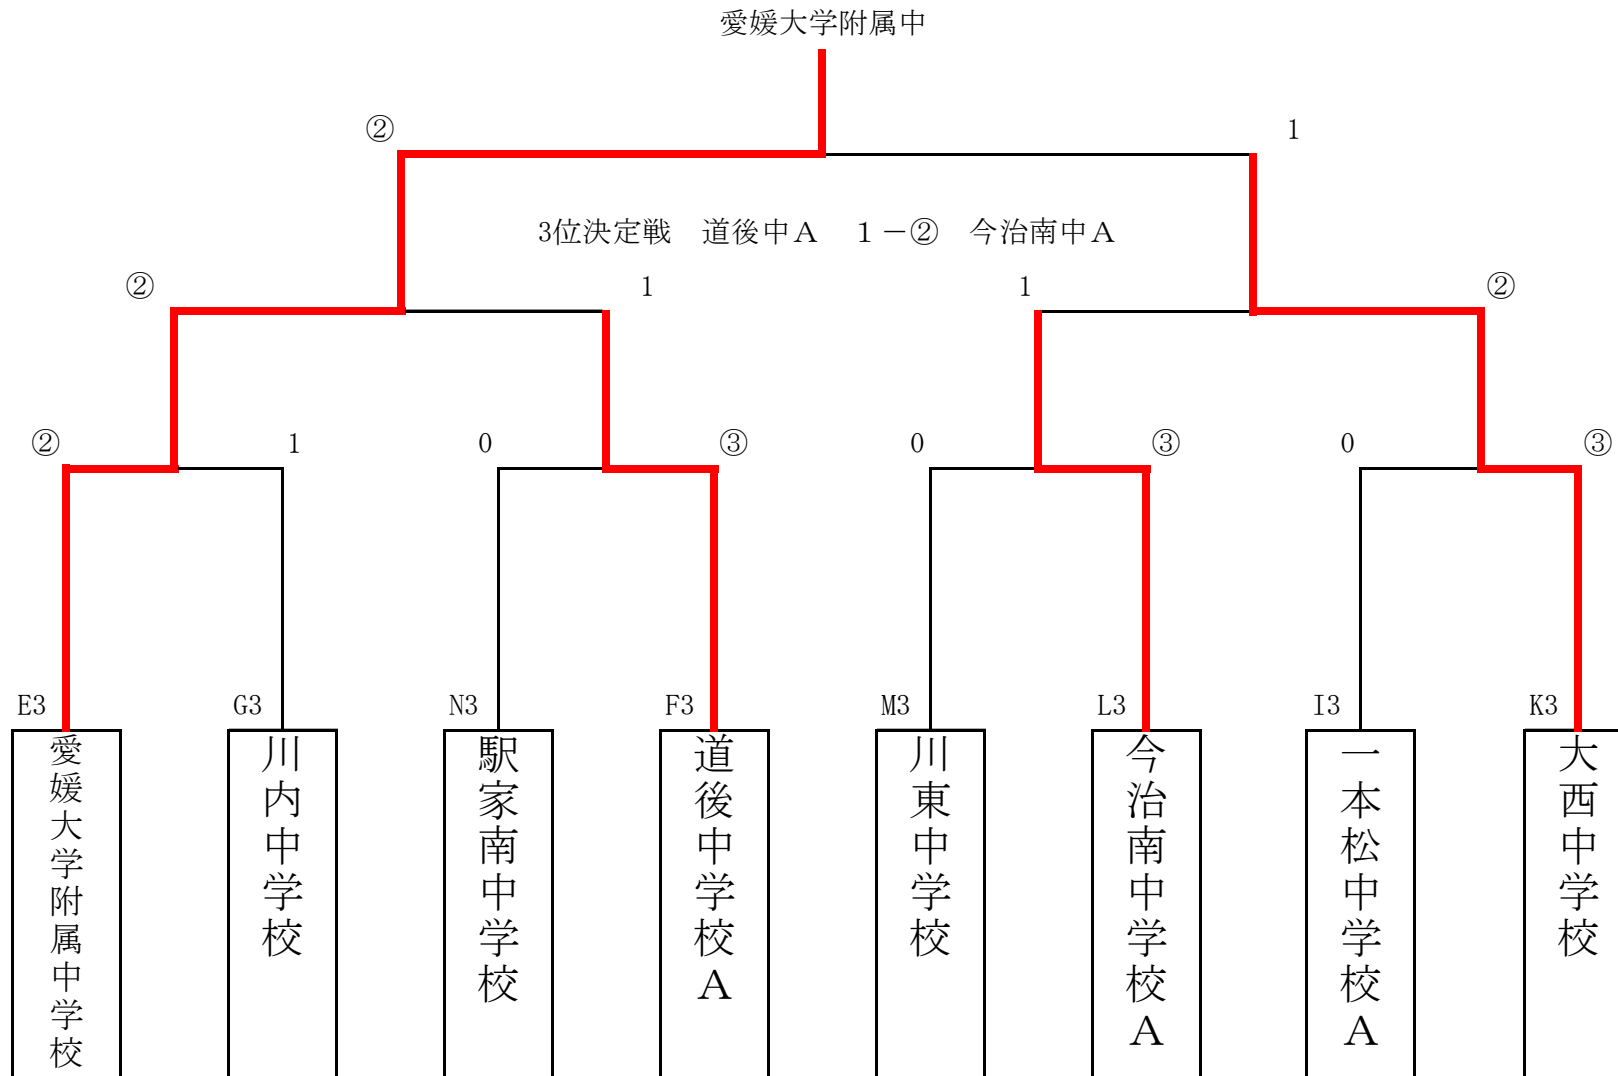 愛媛大学附属中
② 1
3位決定戦 道後中A 1-② 今治南中A
② 1 1 ②
② 1 0 ③ 0 ③ 0 ③
E3 G3 N3 F3 M3 L3 I3 K3
愛媛大学附属中学校
川内中学校
駅家南中学校
道後中学校A
川東中学校
今治南中学校A
一本松中学校A
大西中学校